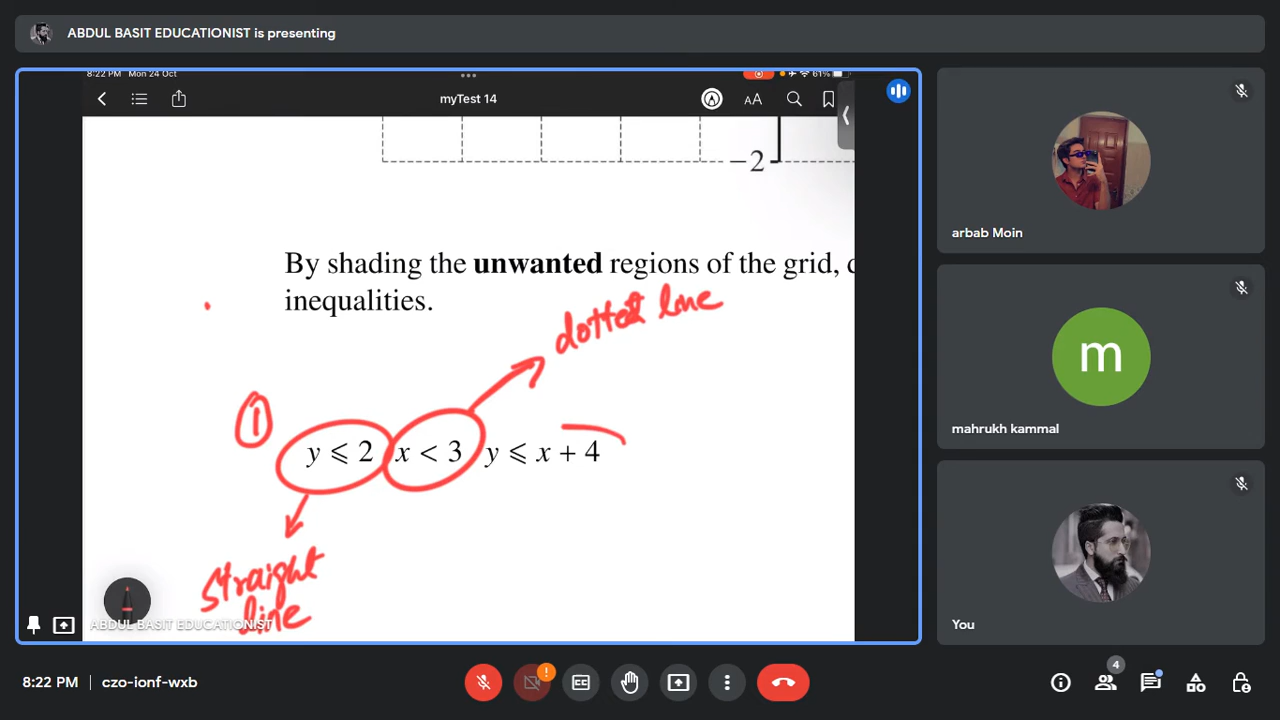 ABDUL BASIT EDUCATIONIST is presenting
8:22 PM Mon 24 Oct
61%
myTest 14
AA
−2
By shading the unwanted regions of the grid,
inequalities.
dotted line
1
y ⩽ 2 x < 3 y ⩽ x + 4
straight
line
ABDUL BASIT EDUCATIONIST
arbab Moin
m
mahrukh kammal
You
8:22 PM | czo-ionf-wxb
4